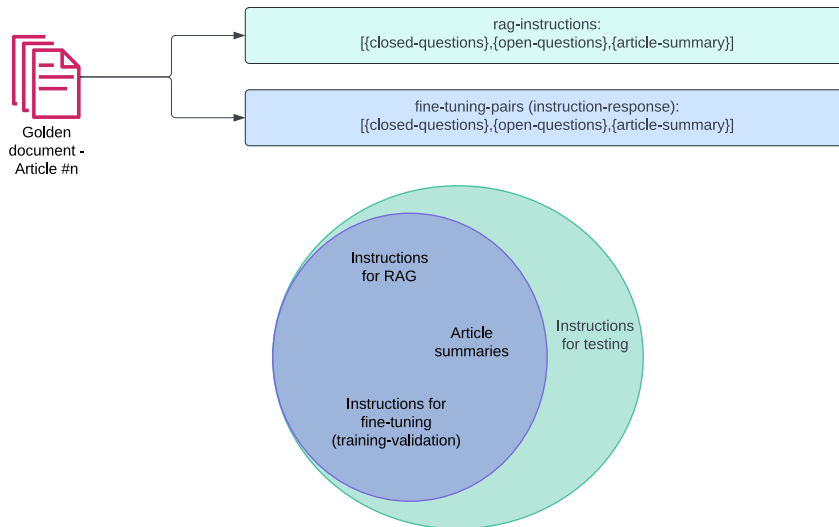 rag-instructions:
[{closed-questions},{open-questions},{article-summary}]
fine-tuning-pairs (instruction-response):
[{closed-questions},{open-questions},{article-summary}]
Golden
document -
Article #n
Instructions
for RAG
Article
summaries
Instructions
for testing
Instructions for
fine-tuning
(training-validation)